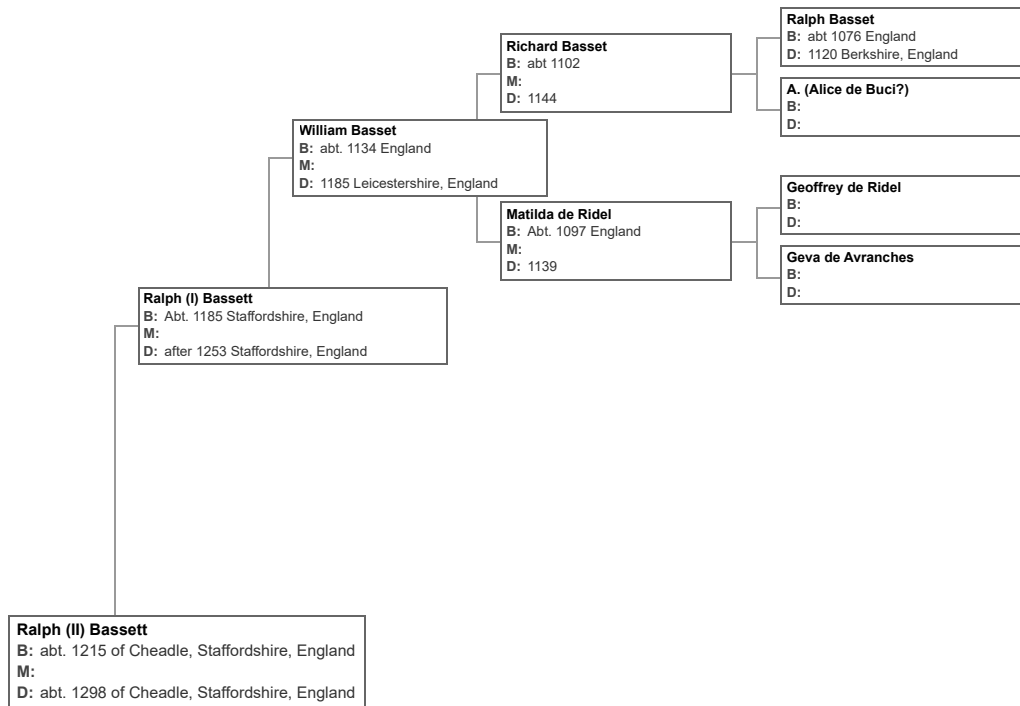 Ralph Basset
B: abt 1076 England
D: 1120 Berkshire, England
Richard Basset
B: abt 1102
M:
D: 1144
A. (Alice de Buci?)
B:
D:
William Basset
B: abt. 1134 England
M:
D: 1185 Leicestershire, England
Geoffrey de Ridel
B:
D:
Matilda de Ridel
B: Abt. 1097 England
M:
D: 1139
Geva de Avranches
B:
D:
Ralph (I) Bassett
B: Abt. 1185 Staffordshire, England
M:
D: after 1253 Staffordshire, England
Ralph (II) Bassett
B: abt. 1215 of Cheadle, Staffordshire, England
M:
D: abt. 1298 of Cheadle, Staffordshire, England